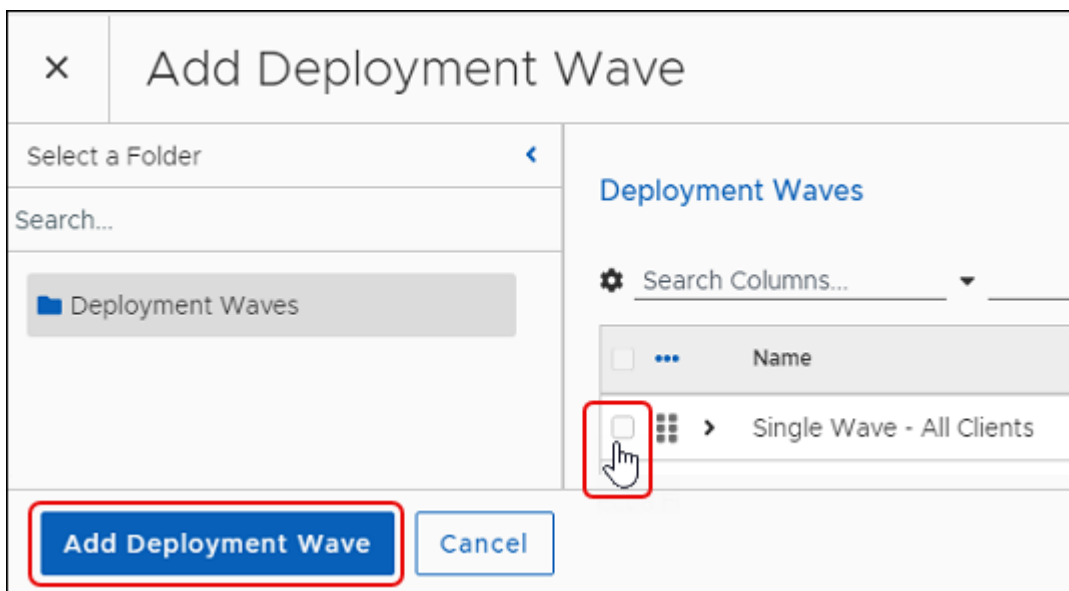 Add Deployment Wave
Select a Folder
Search...
Deployment Waves
Deployment Waves
Search Columns...
Name
Single Wave - All Clients
Add Deployment Wave
Cancel